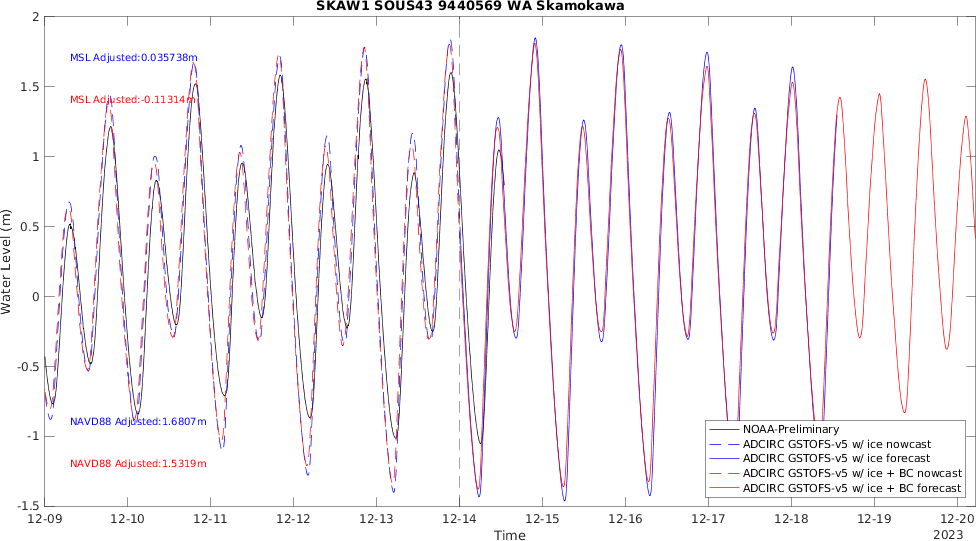 SKAW1 SOUS43 9440569 WA Skamokawa
2
1.5
1
0.5
0
-0.5
-1
-1.5
Water Level (m)
MSL Adjusted:0.035738m
MSL Adjusted:-0.11314m
NAVD88 Adjusted:1.6807m
NAVD88 Adjusted:1.5319m
NOAA-Preliminary
ADCIRC GSTOFS-v5 w/ ice nowcast
ADCIRC GSTOFS-v5 w/ ice forecast
ADCIRC GSTOFS-v5 w/ ice + BC nowcast
ADCIRC GSTOFS-v5 w/ ice + BC forecast
12-09 12-10 12-11 12-12 12-13 12-14 12-15 12-16 12-17 12-18 12-19 12-20
Time
2023